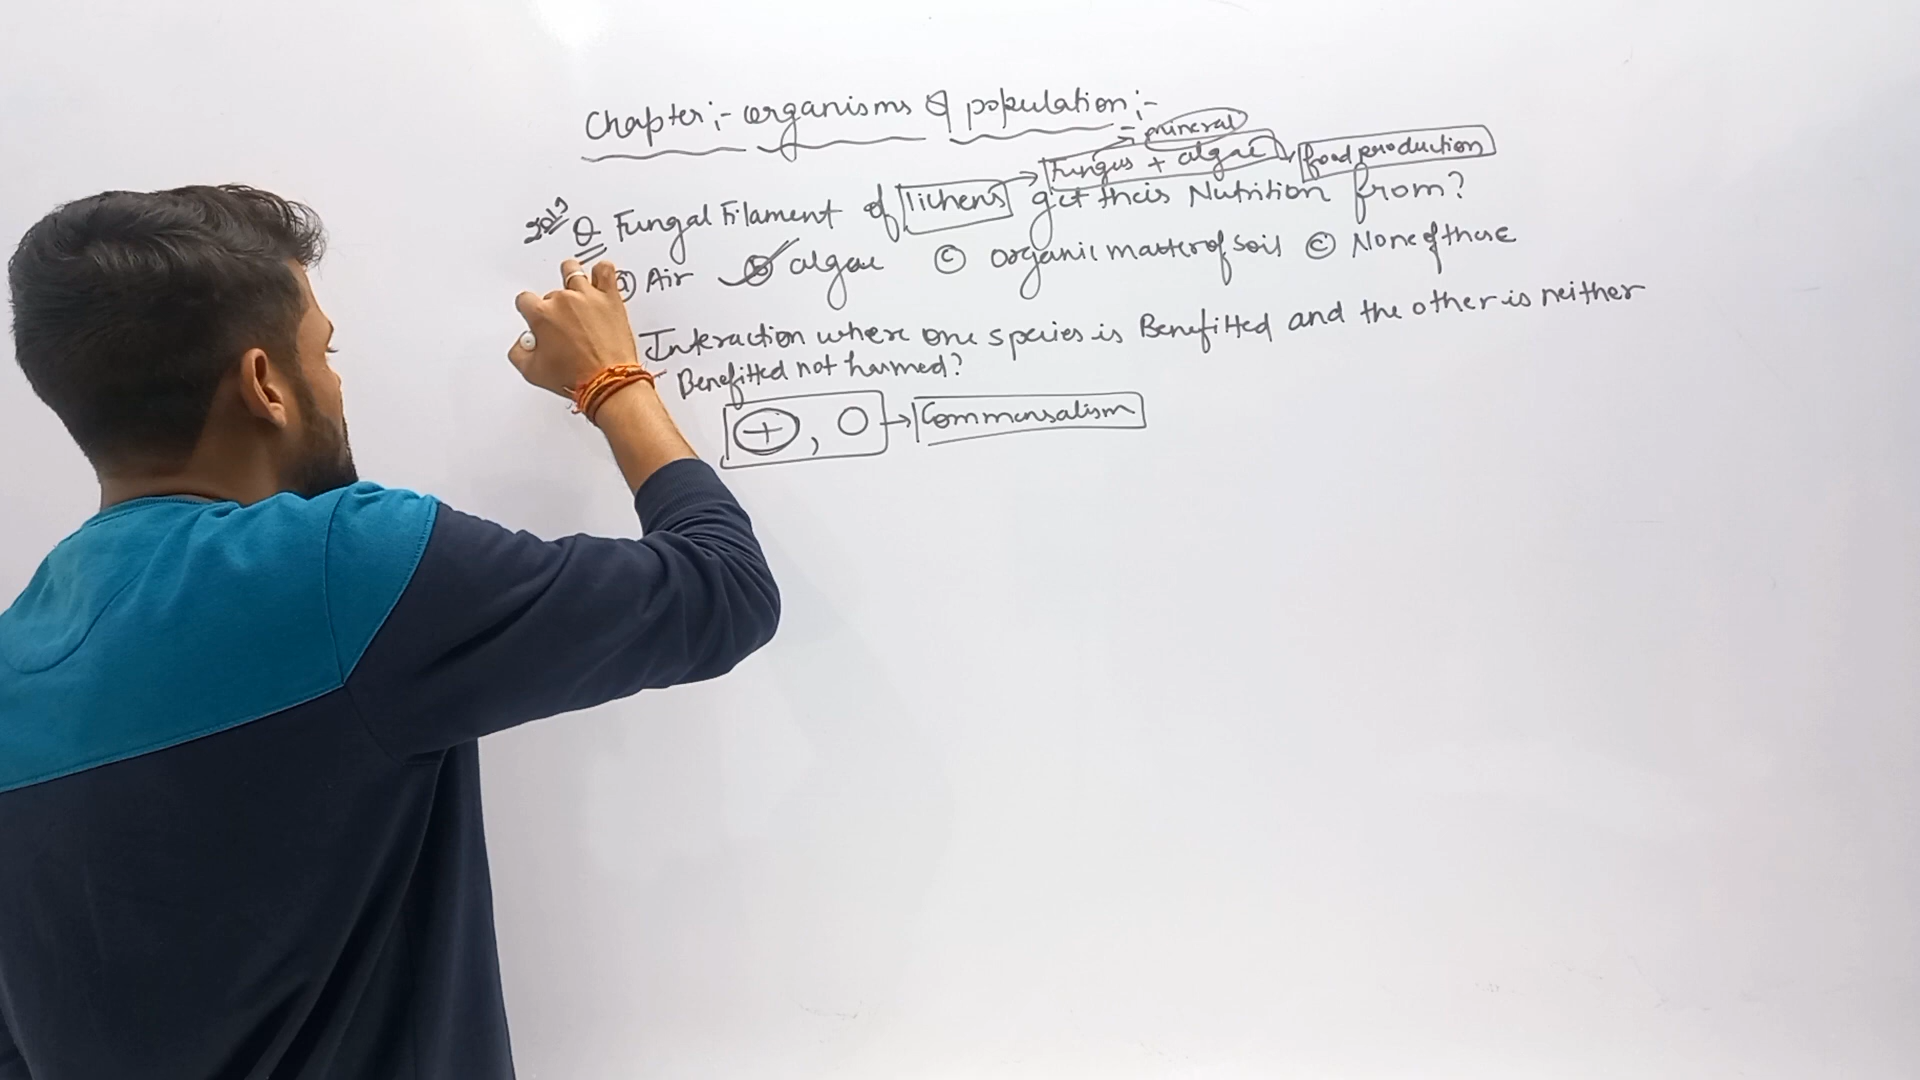 Chapter:- organisms & population:-
= mineral
Fungus + algae → food production
2019 Q Fungal Filament of lichens → get their Nutrition from?
(a) Air (b) algae (c) organic matter of soil (c) None of these
Interaction where one species is Benefitted and the other is neither
Benefitted not harmed?
+, O → Commensalism